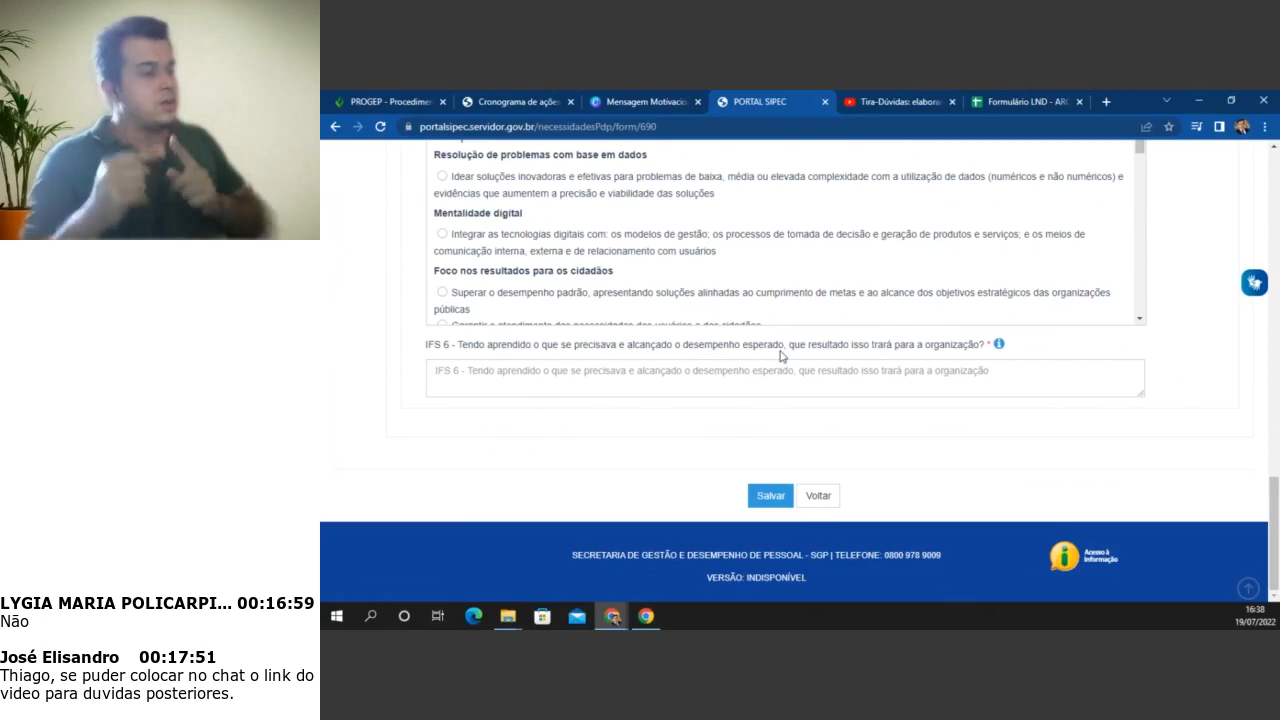 PROGEP - Procedimen
Cronograma de ações
Mensagem Motivacio
PORTAL SIPEC
Tira-Dúvidas: elabora
Formulário LND - ARQ
portalsipec.servidor.gov.br/necessidadesPdp/form/690
Resolução de problemas com base em dados
Idear soluções inovadoras e efetivas para problemas de baixa, média ou elevada complexidade com a utilização de dados (numéricos e não numéricos) e
evidências que aumentem a precisão e viabilidade das soluções
Mentalidade digital
Integrar as tecnologias digitais com: os modelos de gestão; os processos de tomada de decisão e geração de produtos e serviços; e os meios de
comunicação interna, externa e de relacionamento com usuários
Foco nos resultados para os cidadãos
Superar o desempenho padrão, apresentando soluções alinhadas ao cumprimento de metas e ao alcance dos objetivos estratégicos das organizações
públicas
Garantir o atendimento das necessidades dos usuários e dos cidadãos
IFS 6 - Tendo aprendido o que se precisava e alcançado o desempenho esperado, que resultado isso trará para a organização? *
IFS 6 - Tendo aprendido o que se precisava e alcançado o desempenho esperado, que resultado isso trará para a organização
Salvar Voltar
SECRETARIA DE GESTÃO E DESEMPENHO DE PESSOAL - SGP | TELEFONE: 0800 978 9009
VERSÃO: INDISPONÍVEL
Acesso à
Informação
16:38
19/07/2022
LYGIA MARIA POLICARPI... 00:16:59
Não
José Elisandro 00:17:51
Thiago, se puder colocar no chat o link do
video para duvidas posteriores.